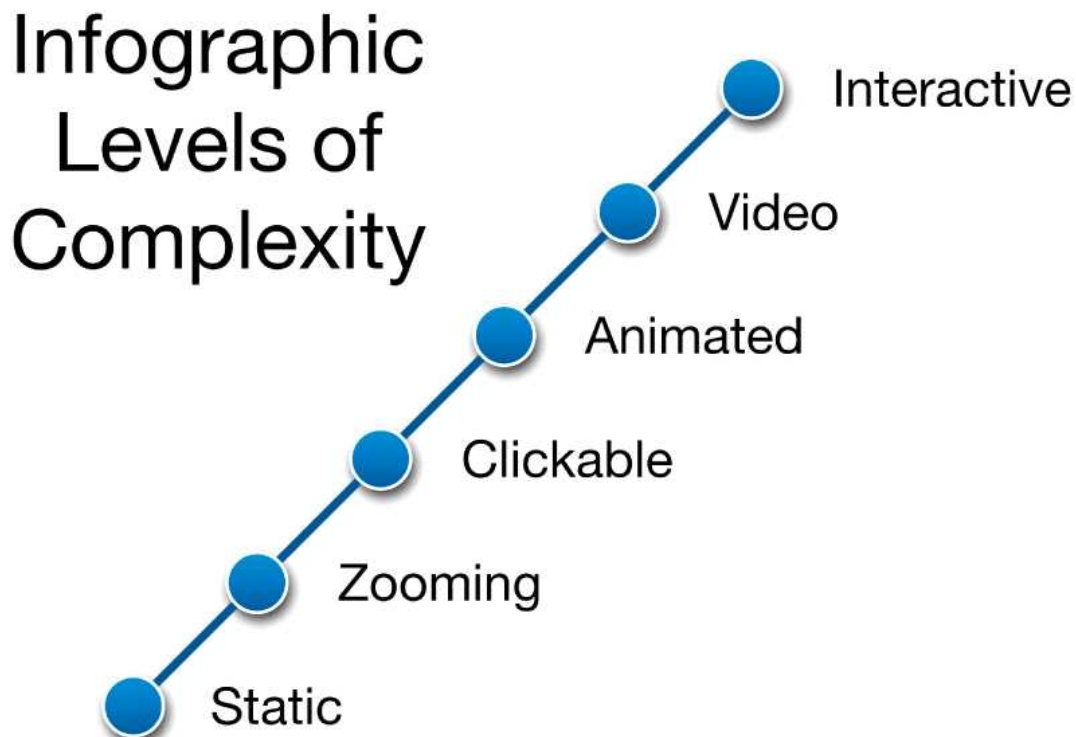 Infographic
Levels of
Complexity
Interactive
Video
Animated
Clickable
Zooming
Static